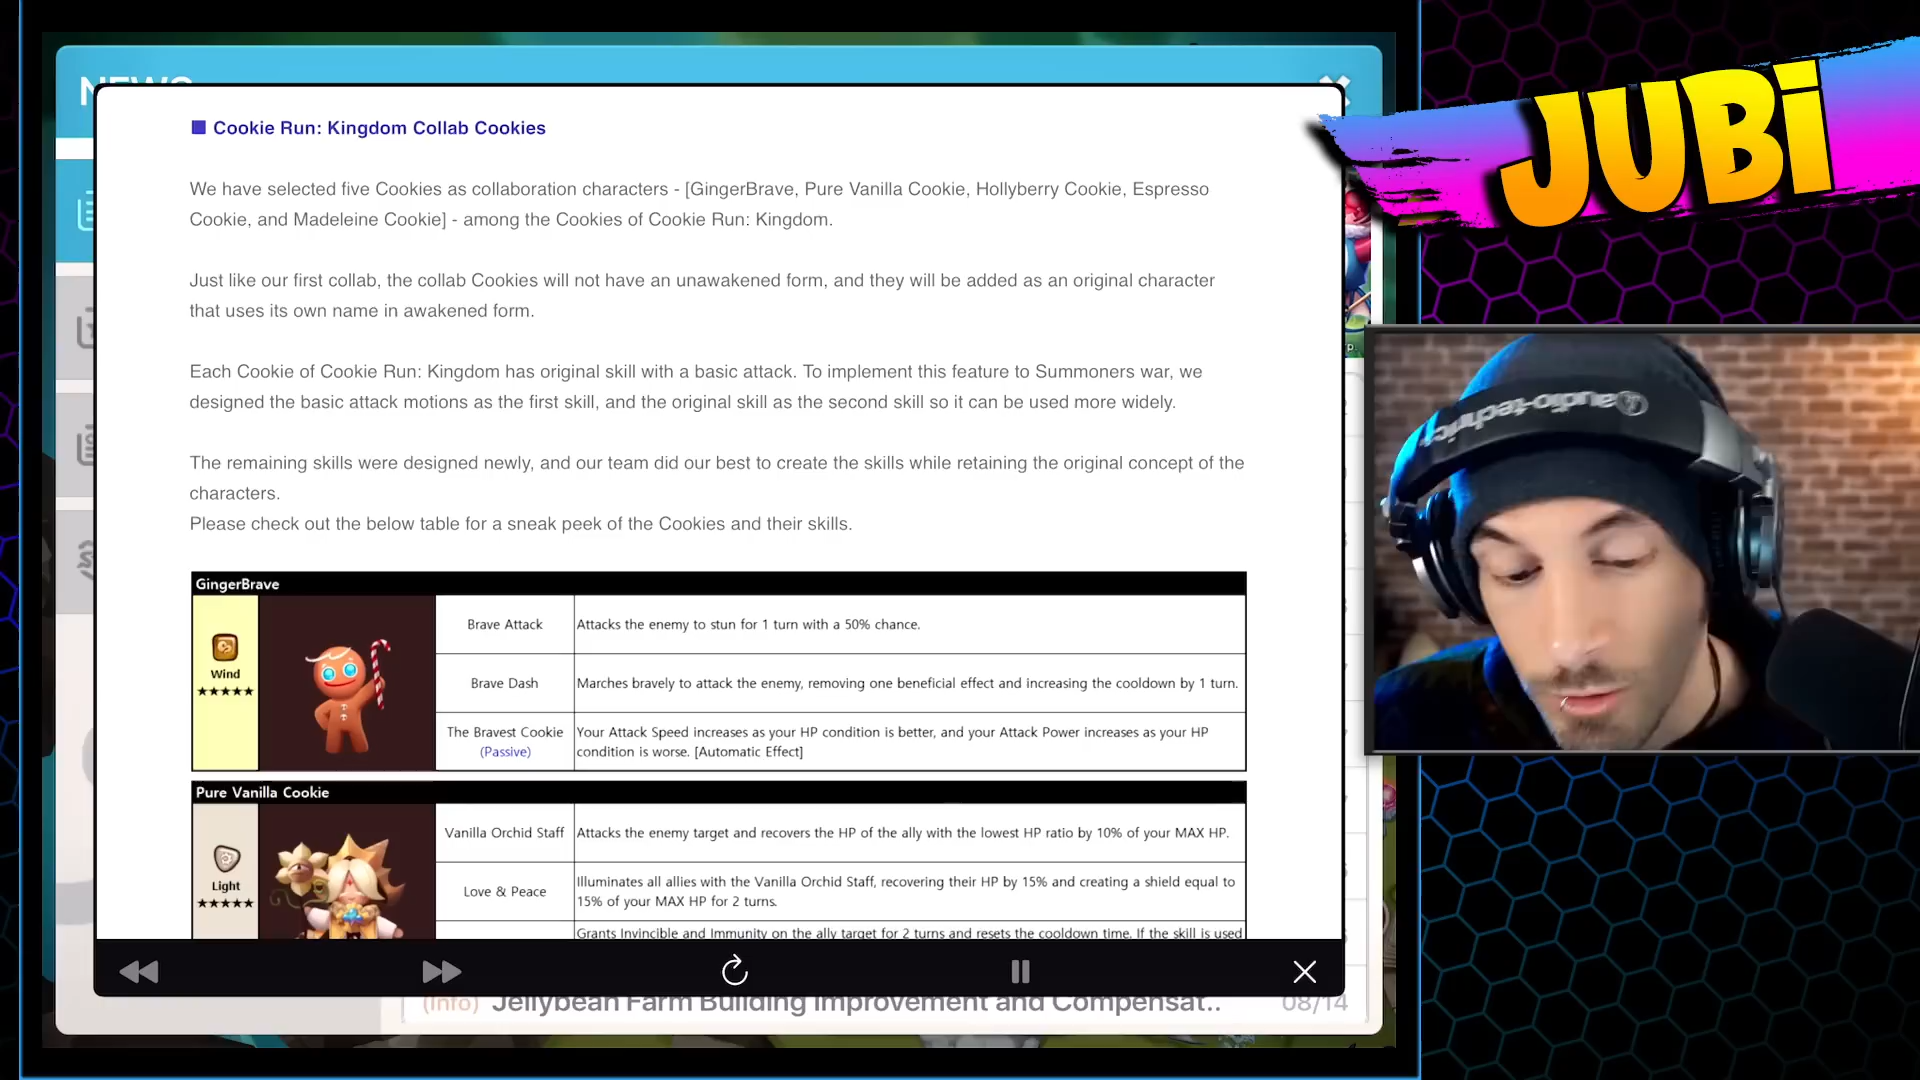 NEWS
JUBi
■ Cookie Run: Kingdom Collab Cookies
We have selected five Cookies as collaboration characters - [GingerBrave, Pure Vanilla Cookie, Hollyberry Cookie, Espresso
Cookie, and Madeleine Cookie] - among the Cookies of Cookie Run: Kingdom.
Just like our first collab, the collab Cookies will not have an unawakened form, and they will be added as an original character
that uses its own name in awakened form.
Each Cookie of Cookie Run: Kingdom has original skill with a basic attack. To implement this feature to Summoners war, we
designed the basic attack motions as the first skill, and the original skill as the second skill so it can be used more widely.
The remaining skills were designed newly, and our team did our best to create the skills while retaining the original concept of the
characters.
Please check out the below table for a sneak peek of the Cookies and their skills.
GingerBrave
Wind
★★★★★
Brave Attack
Attacks the enemy to stun for 1 turn with a 50% chance.
Brave Dash
Marches bravely to attack the enemy, removing one beneficial effect and increasing the cooldown by 1 turn.
The Bravest Cookie
(Passive)
Your Attack Speed increases as your HP condition is better, and your Attack Power increases as your HP
condition is worse. [Automatic Effect]
Pure Vanilla Cookie
Light
★★★★★
Vanilla Orchid Staff
Attacks the enemy target and recovers the HP of the ally with the lowest HP ratio by 10% of your MAX HP.
Love & Peace
Illuminates all allies with the Vanilla Orchid Staff, recovering their HP by 15% and creating a shield equal to
15% of your MAX HP for 2 turns.
Grants Invincible and Immunity on the ally target for 2 turns and resets the cooldown time. If the skill is used
(Info) Jellybean Farm Building Improvement and Compensat.. 08/14
audio-technica